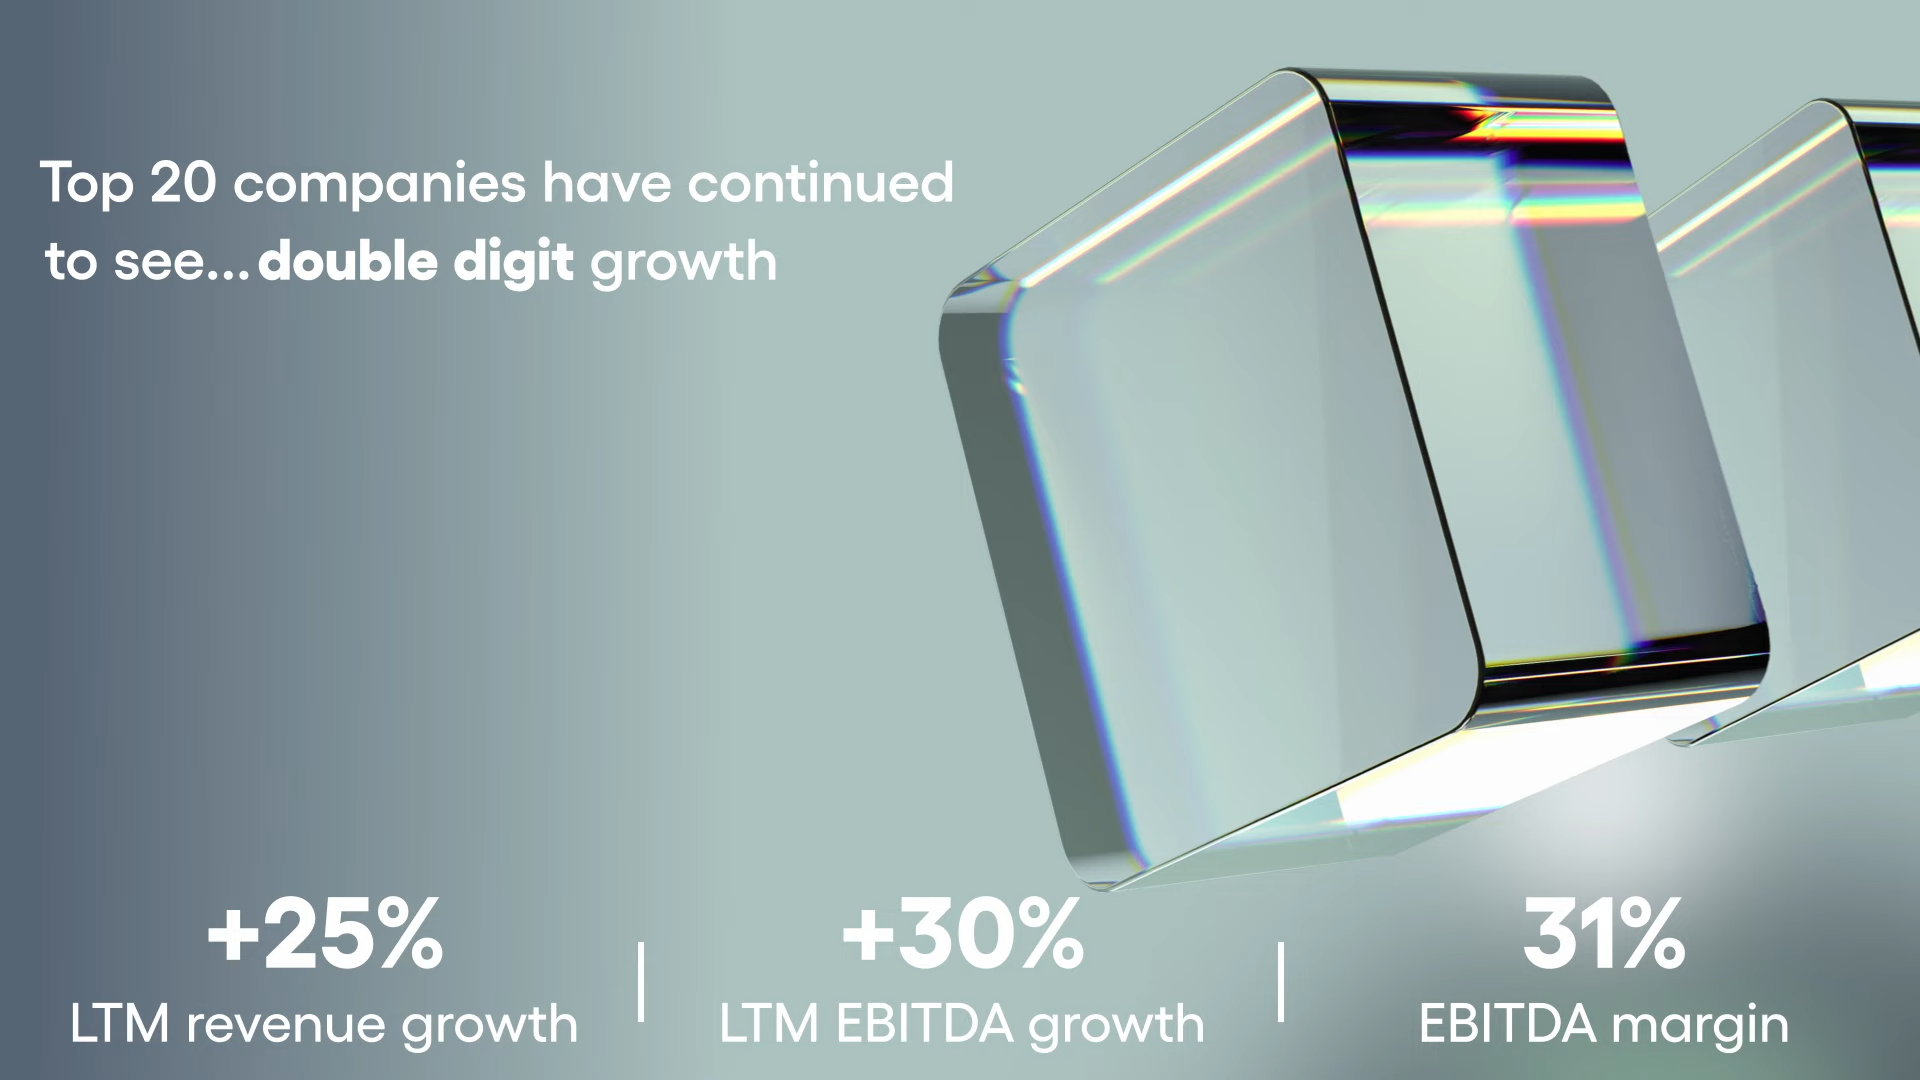 Top 20 companies have continued
to see... double digit growth
+25%
LTM revenue growth
+30%
LTM EBITDA growth
31%
EBITDA margin